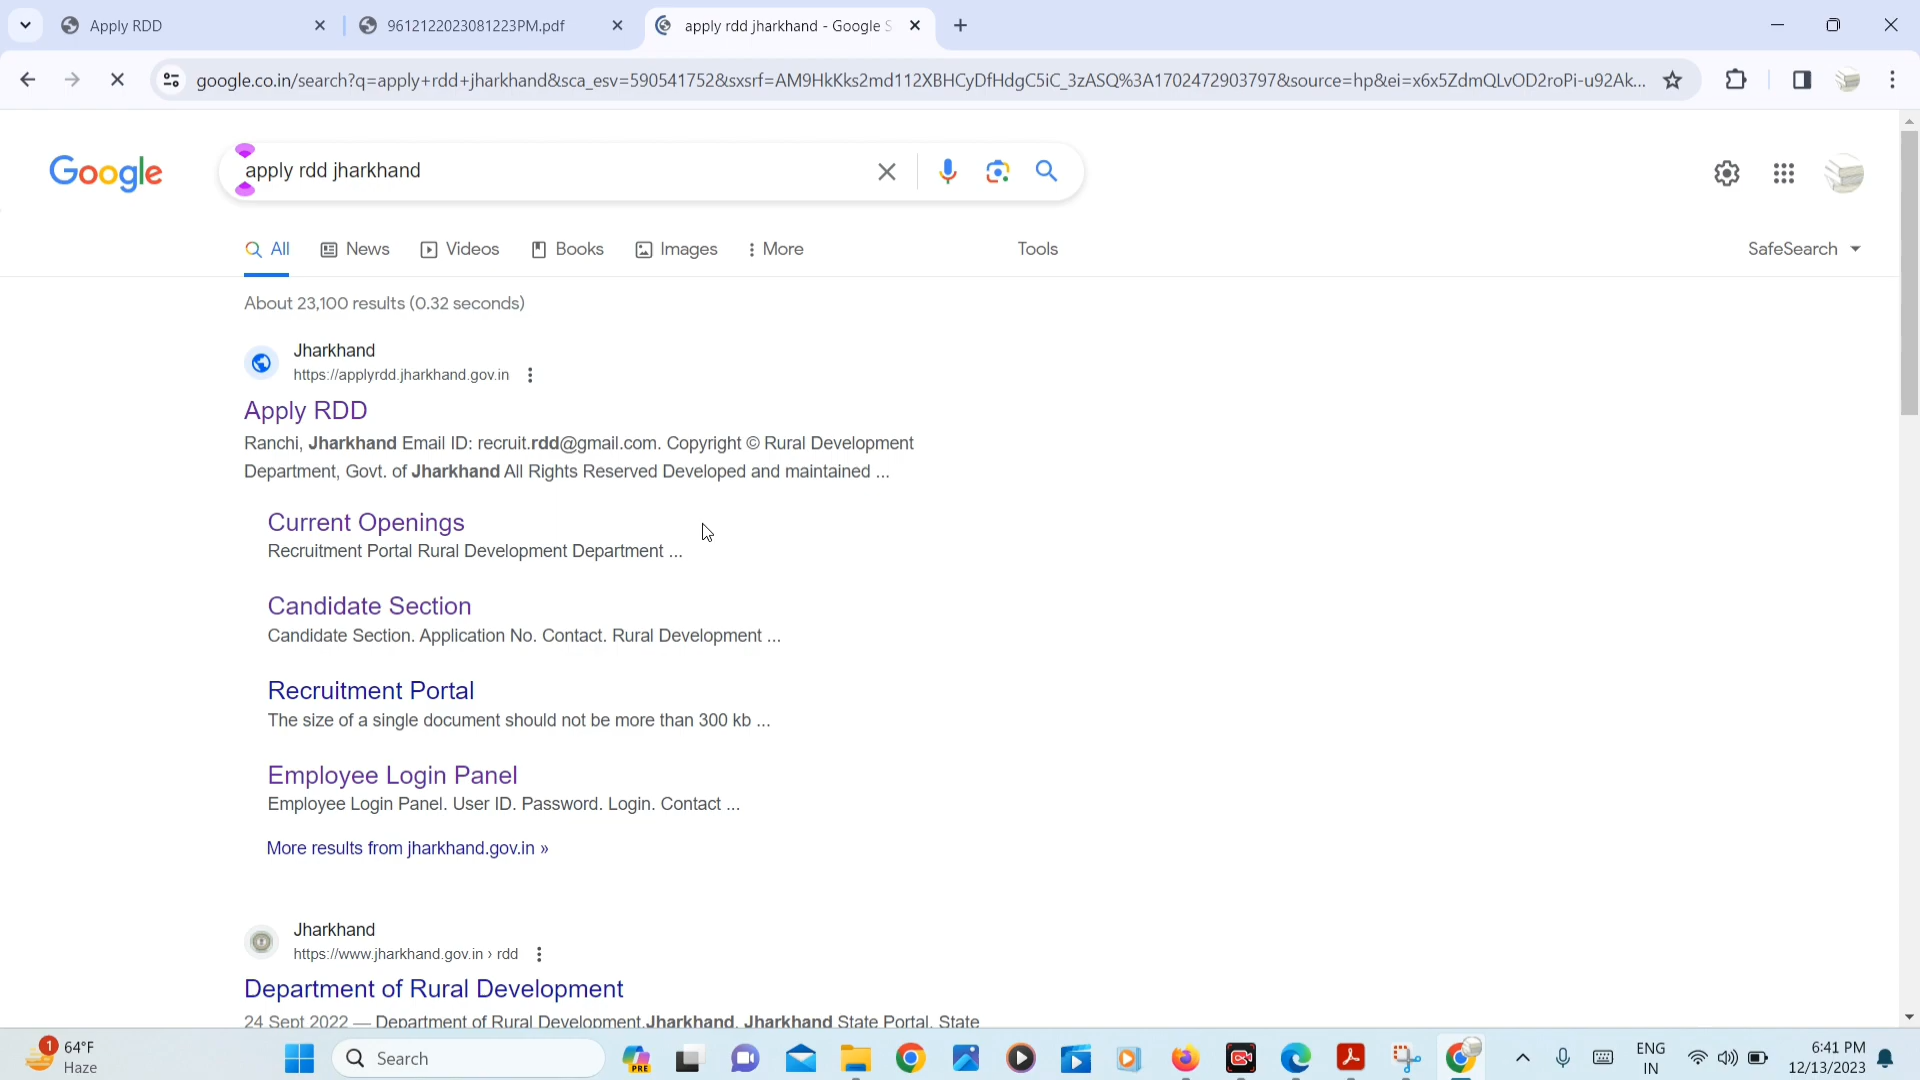 Apply RDD
9612122023081223PM.pdf
apply rdd jharkhand - Google S
google.co.in/search?q=apply+rdd+jharkhand&sca_esv=590541752&sxsrf=AM9HkKks2md112XBHCyDfHdgC5iC_3zASQ%3A1702472903797&source=hp&ei=x6x5ZdmQLvOD2roPi-u92Ak...
Google
apply rdd jharkhand
All
News
Videos
Books
Images
More
Tools
SafeSearch
About 23,100 results (0.32 seconds)
Jharkhand
https://applyrdd.jharkhand.gov.in
Apply RDD
Ranchi, Jharkhand Email ID: recruit.rdd@gmail.com. Copyright © Rural Development
Department, Govt. of Jharkhand All Rights Reserved Developed and maintained ...
Current Openings
Recruitment Portal Rural Development Department ...
Candidate Section
Candidate Section. Application No. Contact. Rural Development ...
Recruitment Portal
The size of a single document should not be more than 300 kb ...
Employee Login Panel
Employee Login Panel. User ID. Password. Login. Contact ...
More results from jharkhand.gov.in »
Jharkhand
https://www.jharkhand.gov.in › rdd
Department of Rural Development
24 Sept 2022 — Department of Rural Development,Jharkhand. Jharkhand State Portal. State
1
64°F
Haze
Search
PRE
ENG
IN
6:41 PM
12/13/2023